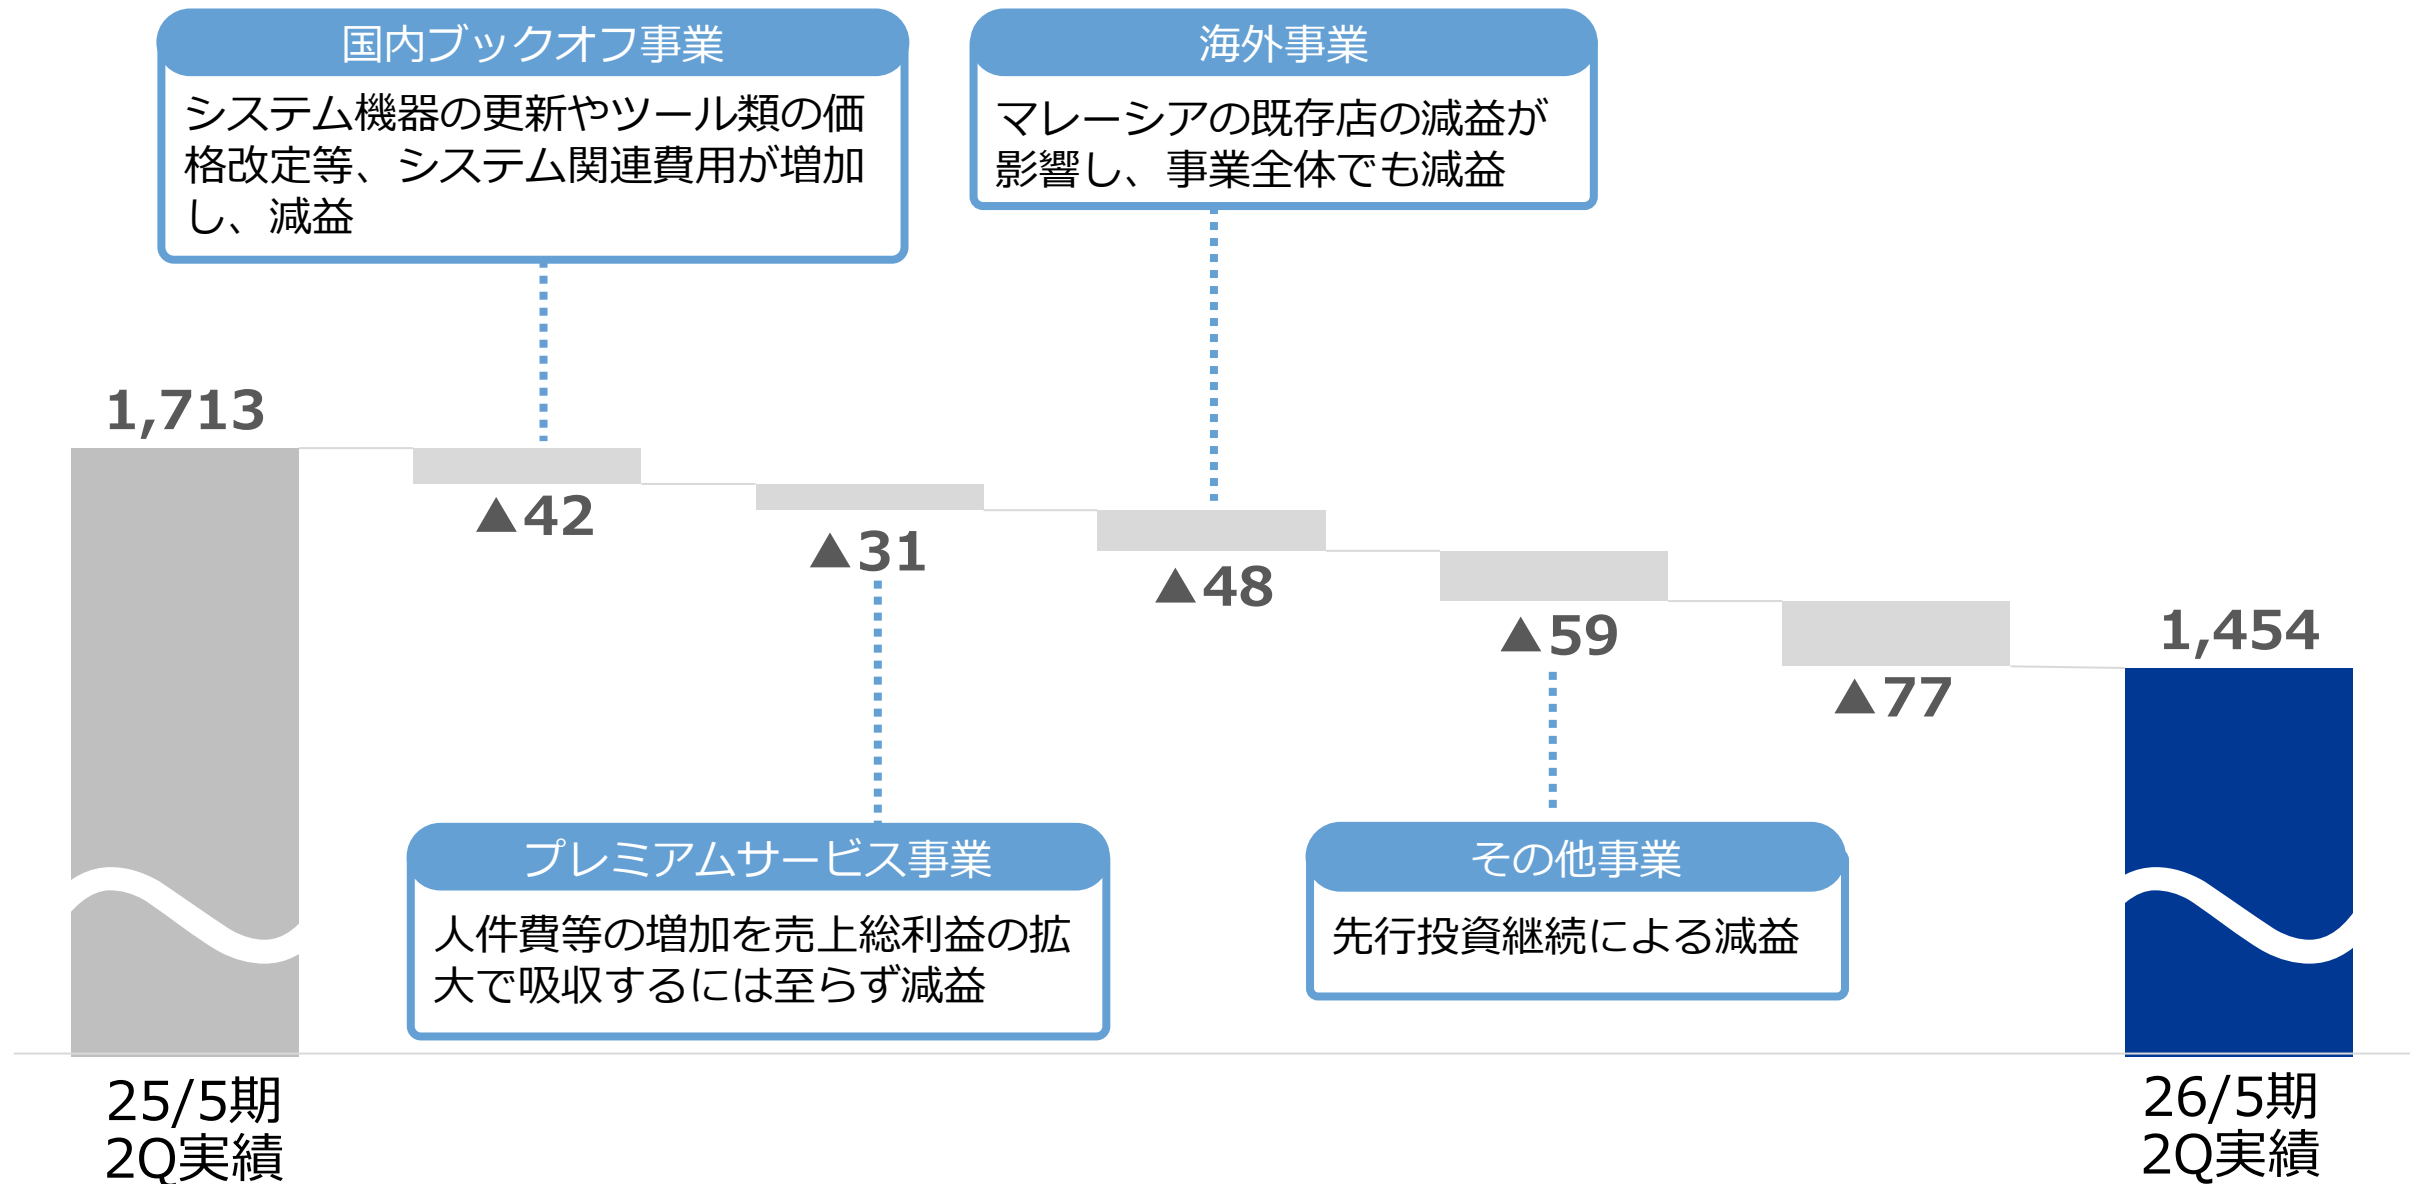 国内ブックオフ事業
システム機器の更新やツール類の価
格改定等、システム関連費用が増加
し、減益
海外事業
マレーシアの既存店の減益が
影響し、事業全体でも減益
1,713
▲42
▲31
▲48
▲59
▲77
1,454
プレミアムサービス事業
人件費等の増加を売上総利益の拡
大で吸収するには至らず減益
その他事業
先行投資継続による減益
25/5期
2Q実績
26/5期
2Q実績